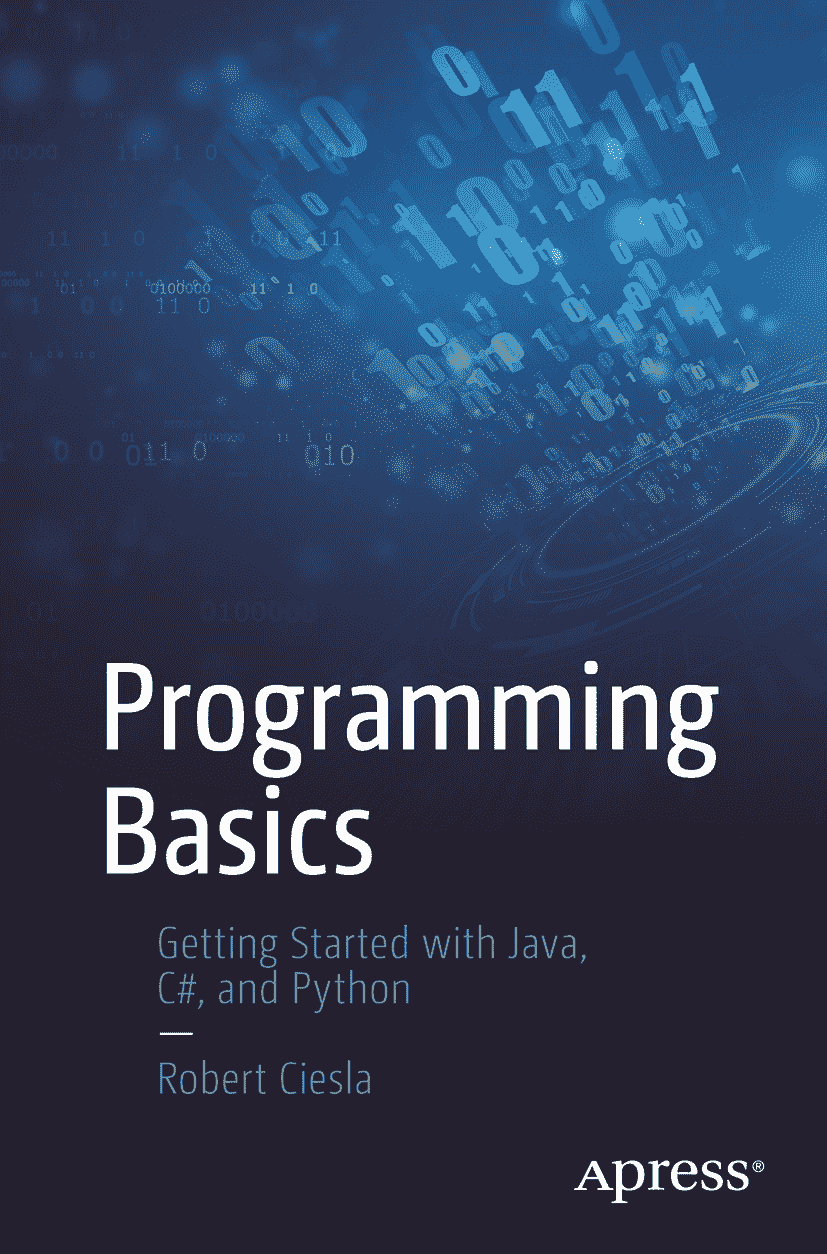 Programming
Basics
Getting Started with Java,
C#, and Python
Robert Ciesla
Apress®